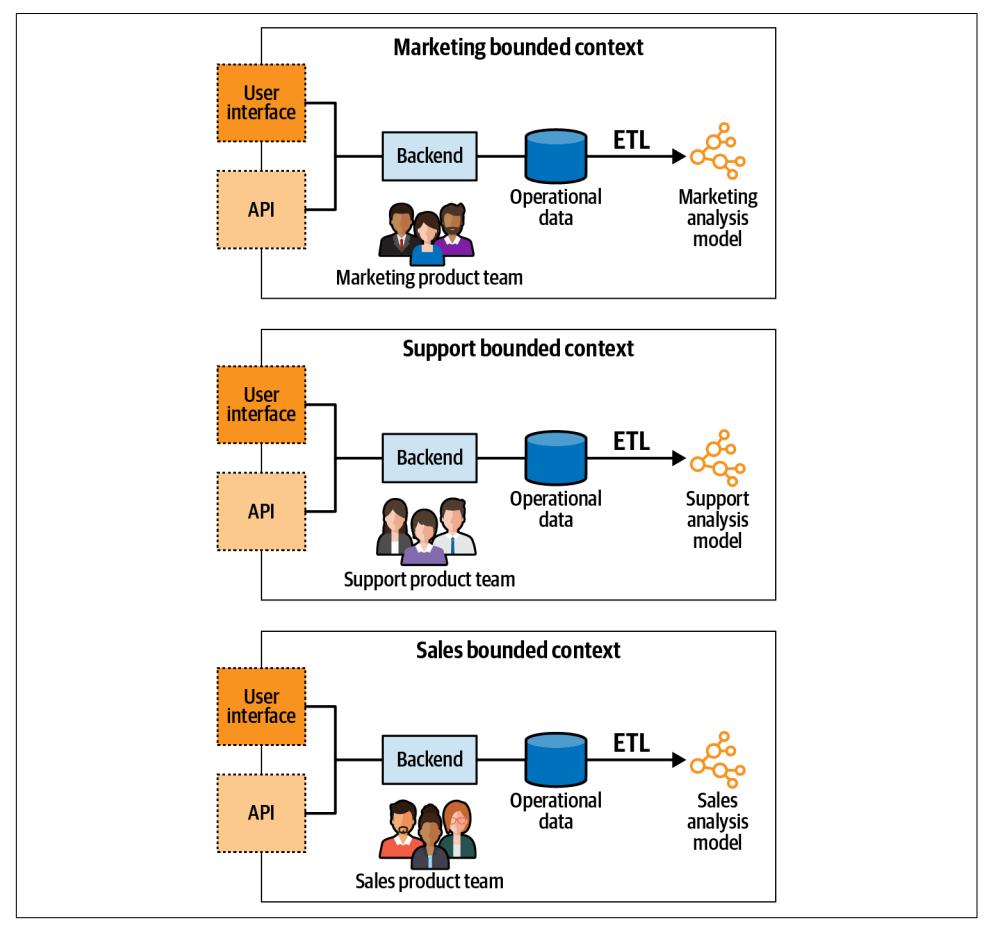 Marketing bounded context
User
interface
API
Backend
ETL
Operational
data
Marketing
analysis
model
Marketing product team
Support bounded context
User
interface
API
Backend
ETL
Operational
data
Support
analysis
model
Support product team
Sales bounded context
User
interface
API
Backend
ETL
Operational
data
Sales
analysis
model
Sales product team